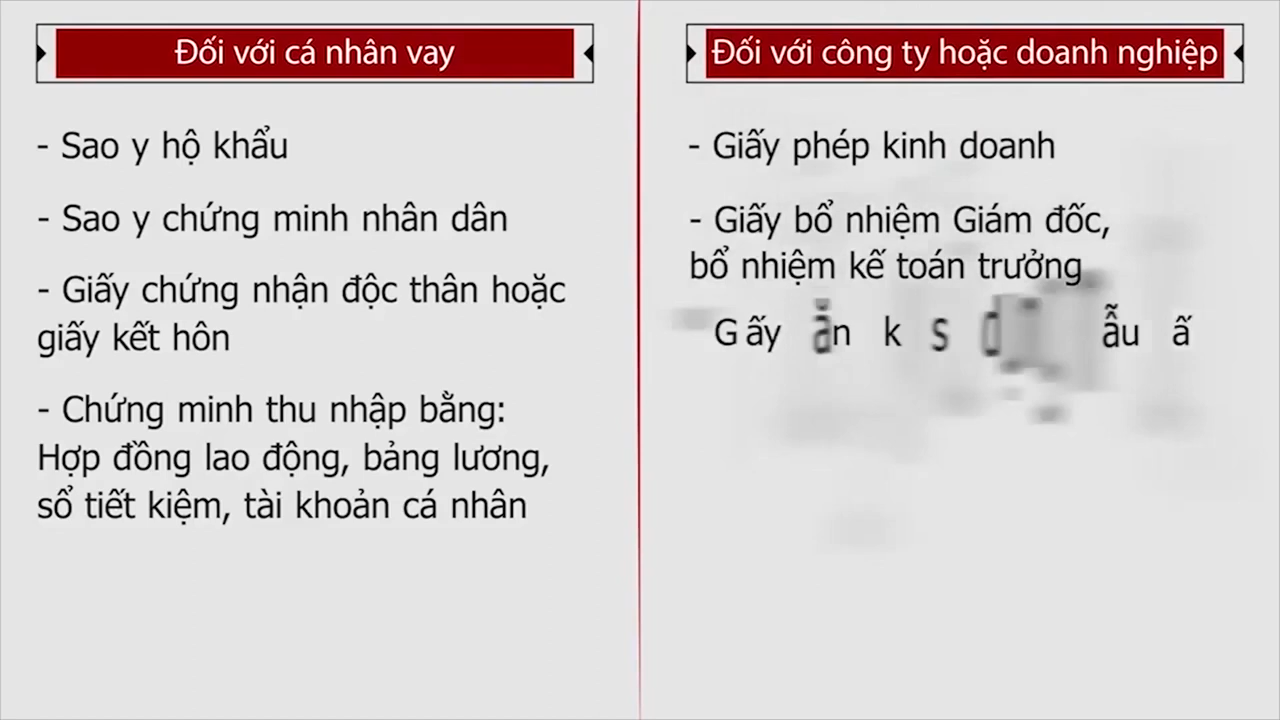 Đối với cá nhân vay
- Sao y hộ khẩu
- Sao y chứng minh nhân dân
- Giấy chứng nhận độc thân hoặc
giấy kết hôn
- Chứng minh thu nhập bằng:
Hợp đồng lao động, bảng lương,
sổ tiết kiệm, tài khoản cá nhân
Đối với công ty hoặc doanh nghiệp
- Giấy phép kinh doanh
- Giấy bổ nhiệm Giám đốc,
bổ nhiệm kế toán trưởng